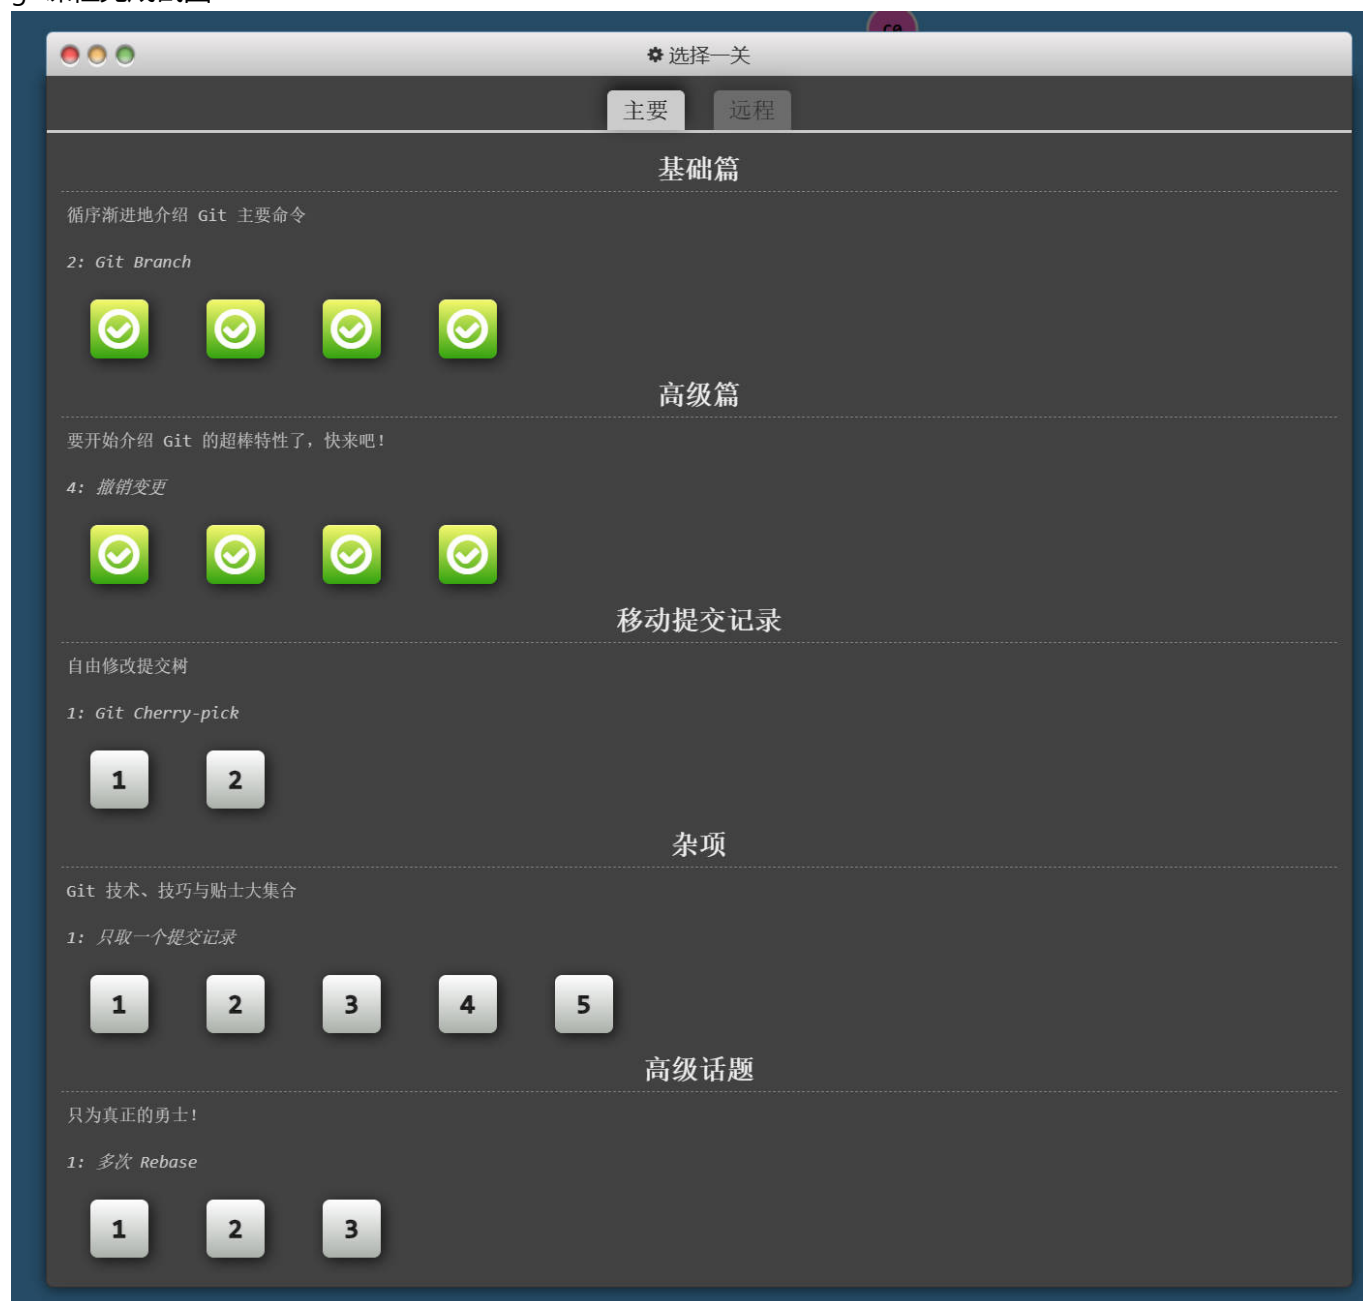 选择一关
主要 远程
基础篇
循序渐进地介绍 Git 主要命令
2: Git Branch
高级篇
要开始介绍 Git 的超棒特性了，快来吧！
4: 撤销变更
移动提交记录
自由修改提交树
1: Git Cherry-pick
1 2
杂项
Git 技术、技巧与贴士大集合
1: 只取一个提交记录
1 2 3 4 5
高级话题
只为真正的勇士！
1: 多次 Rebase
1 2 3